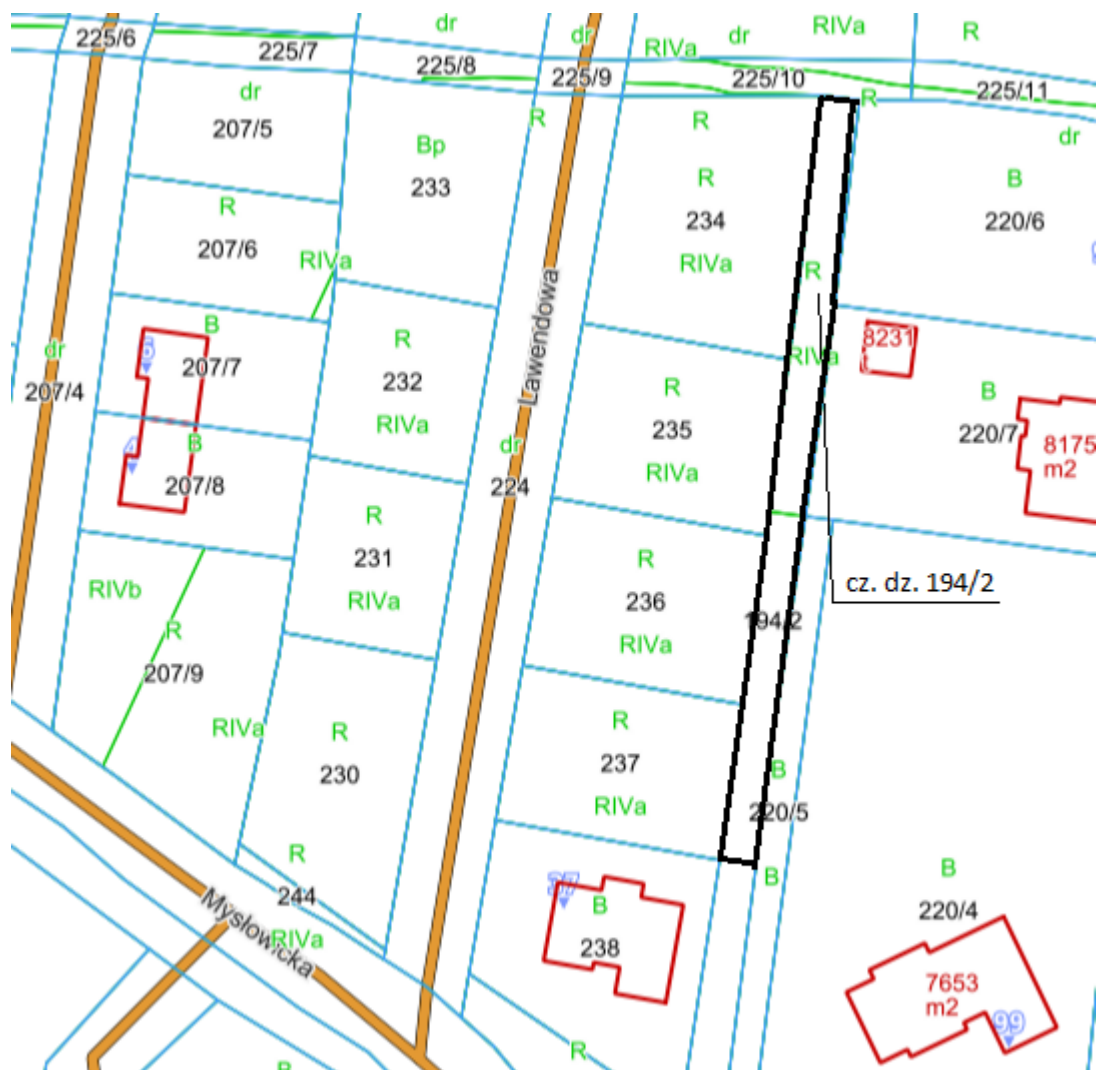 dr
RIVa
R
225/6
225/7
dr
RIVa
dr
225/8
225/9
225/10
225/11
dr
R
R
R
207/5
Bp
dr
233
R
B
R
234
220/6
207/6
RIVa
RIVa
R
B
R
8231
dr
207/7
RIVa
6
207/4
232
R
B
RIVa
235
220/7
8175
m2
4
B
dr
RIVa
207/8
224
Lawendowa
R
R
231
236
cz. dz. 194/2
RIVb
RIVa
194/2
R
RIVa
207/9
R
RIVa
R
237
B
230
RIVa
220/5
R
B
B
244
37
B
220/4
Mysłowicka
RIVa
238
7653
m2
99
R
B